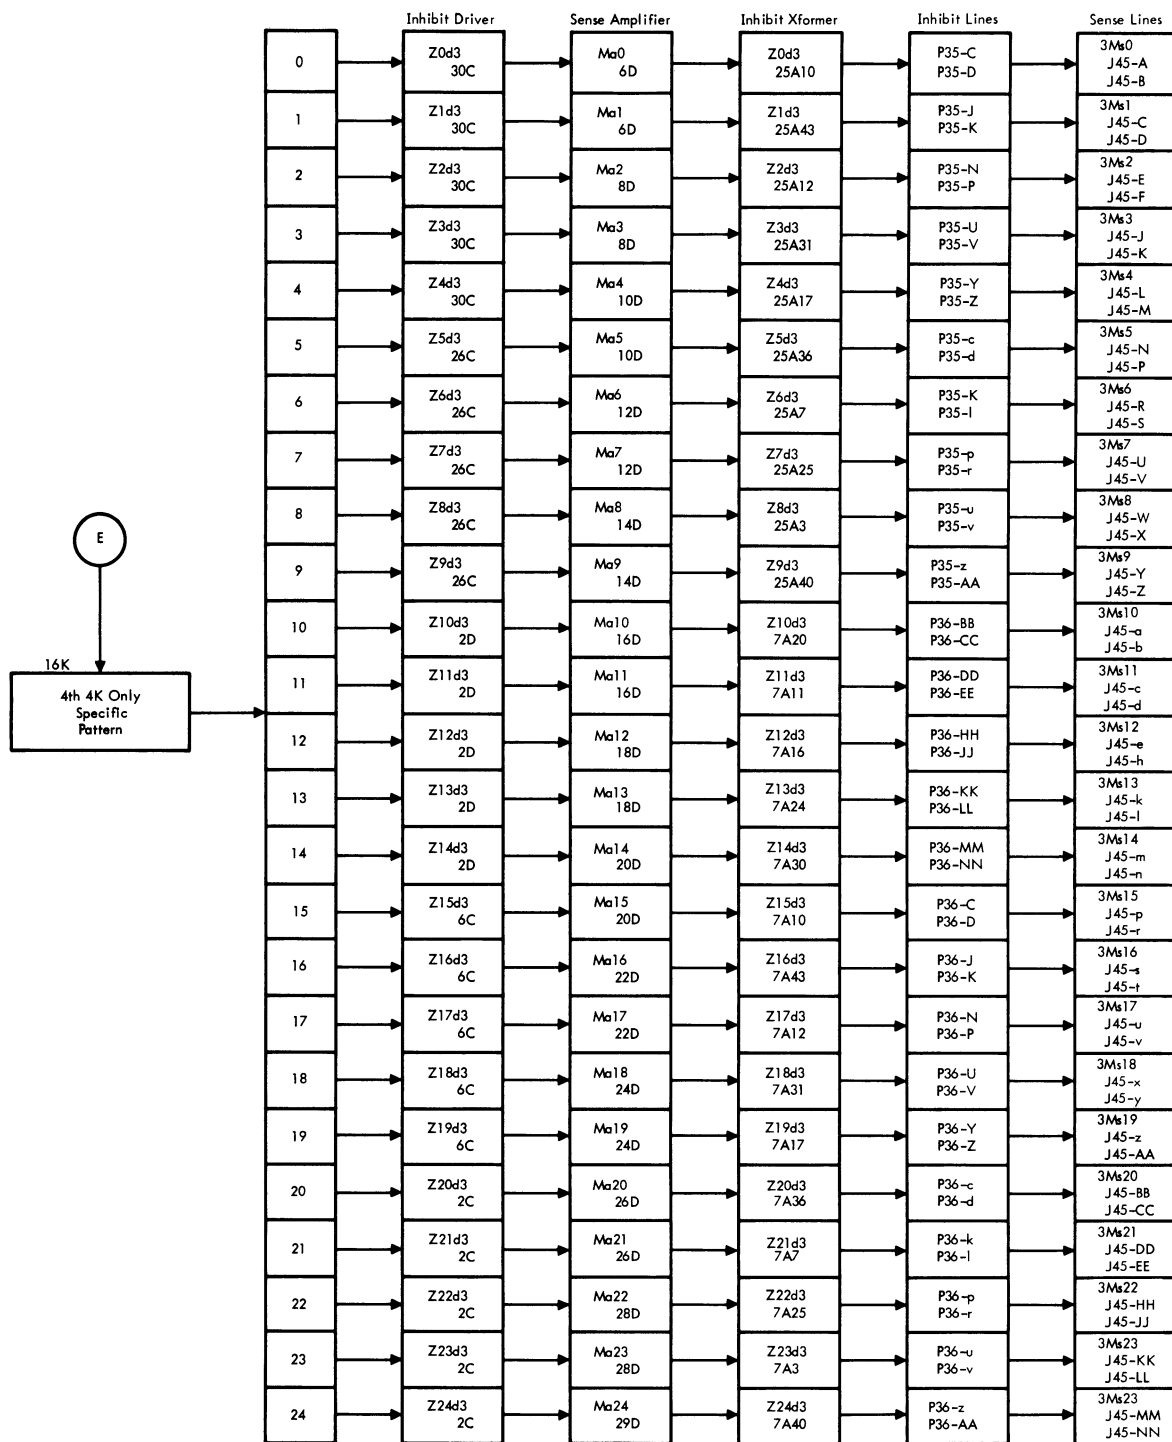 Inhibit Driver Sense Amplifier Inhibit Xformer Inhibit Lines Sense Lines
0 Z0d3 30C Ma0 6D Z0d3 25A10 P35-C P35-D 3Ms0 J45-A J45-B
1 Z1d3 30C Ma1 6D Z1d3 25A43 P35-J P35-K 3Ms1 J45-C J45-D
2 Z2d3 30C Ma2 8D Z2d3 25A12 P35-N P35-P 3Ms2 J45-E J45-F
3 Z3d3 30C Ma3 8D Z3d3 25A31 P35-U P35-V 3Ms3 J45-J J45-K
4 Z4d3 30C Ma4 10D Z4d3 25A17 P35-Y P35-Z 3Ms4 J45-L J45-M
5 Z5d3 26C Ma5 10D Z5d3 25A36 P35-c P35-d 3Ms5 J45-N J45-P
6 Z6d3 26C Ma6 12D Z6d3 25A7 P35-K P35-l 3Ms6 J45-R J45-S
7 Z7d3 26C Ma7 12D Z7d3 25A25 P35-p P35-r 3Ms7 J45-U J45-V
8 Z8d3 26C Ma8 14D Z8d3 25A3 P35-u P35-v 3Ms8 J45-W J45-X
E
9 Z9d3 26C Ma9 14D Z9d3 25A40 P35-z P35-AA 3Ms9 J45-Y J45-Z
10 Z10d3 2D Ma10 16D Z10d3 7A20 P36-BB P36-CC 3Ms10 J45-a J45-b
16K
4th 4K Only
Specific
Pattern
11 Z11d3 2D Ma11 16D Z11d3 7A11 P36-DD P36-EE 3Ms11 J45-c J45-d
12 Z12d3 2D Ma12 18D Z12d3 7A16 P36-HH P36-JJ 3Ms12 J45-e J45-h
13 Z13d3 2D Ma13 18D Z13d3 7A24 P36-KK P36-LL 3Ms13 J45-k J45-l
14 Z14d3 2D Ma14 20D Z14d3 7A30 P36-MM P36-NN 3Ms14 J45-m J45-n
15 Z15d3 6C Ma15 20D Z15d3 7A10 P36-C P36-D 3Ms15 J45-p J45-r
16 Z16d3 6C Ma16 22D Z16d3 7A43 P36-J P36-K 3Ms16 J45-s J45-t
17 Z17d3 6C Ma17 22D Z17d3 7A12 P36-N P36-P 3Ms17 J45-u J45-v
18 Z18d3 6C Ma18 24D Z18d3 7A31 P36-U P36-V 3Ms18 J45-x J45-y
19 Z19d3 6C Ma19 24D Z19d3 7A17 P36-Y P36-Z 3Ms19 J45-z J45-AA
20 Z20d3 2C Ma20 26D Z20d3 7A36 P36-c P36-d 3Ms20 J45-BB J45-CC
21 Z21d3 2C Ma21 26D Z21d3 7A7 P36-k P36-l 3Ms21 J45-DD J45-EE
22 Z22d3 2C Ma22 28D Z22d3 7A25 P36-p P36-r 3Ms22 J45-HH J45-JJ
23 Z23d3 2C Ma23 28D Z23d3 7A3 P36-u P36-v 3Ms23 J45-KK J45-LL
24 Z24d3 2C Ma24 29D Z24d3 7A40 P36-z P36-AA 3Ms23 J45-MM J45-NN